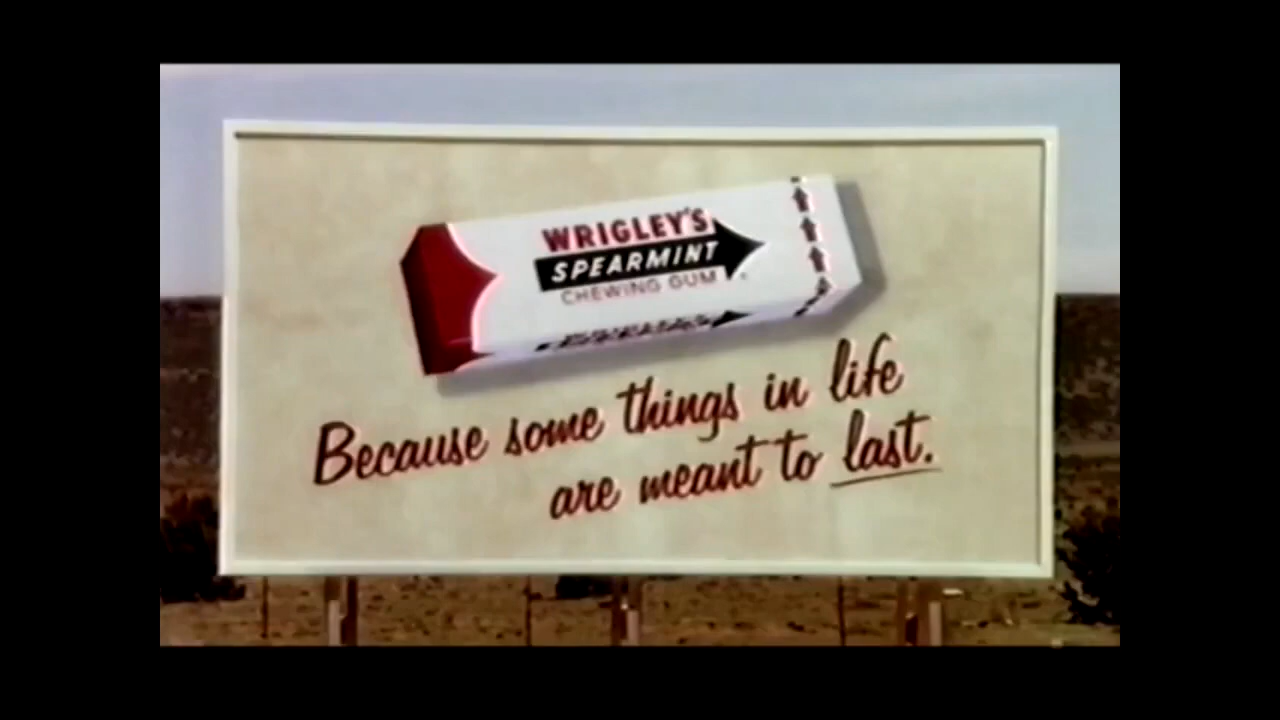 WRIGLEY'S
SPEARMINT
CHEWING GUM
Because some things in life
are meant to last.